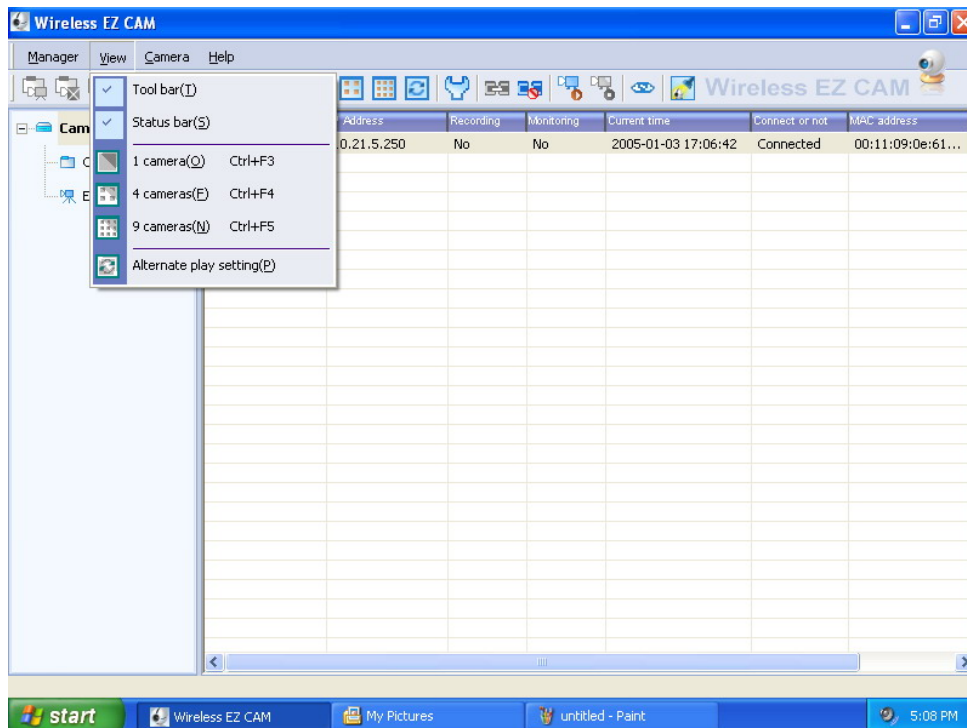 Wireless EZ CAM
Manager View Camera Help
Wireless EZ CAM
Tool bar(T)
Status bar(S)
1 camera(O) Ctrl+F3
4 cameras(F) Ctrl+F4
9 cameras(N) Ctrl+F5
Alternate play setting(P)
Cam
Address Recording Monitoring Current time Connect or not MAC address
.0.21.5.250 No No 2005-01-03 17:06:42 Connected 00:11:09:0e:61...
start Wireless EZ CAM My Pictures untitled - Paint 5:08 PM